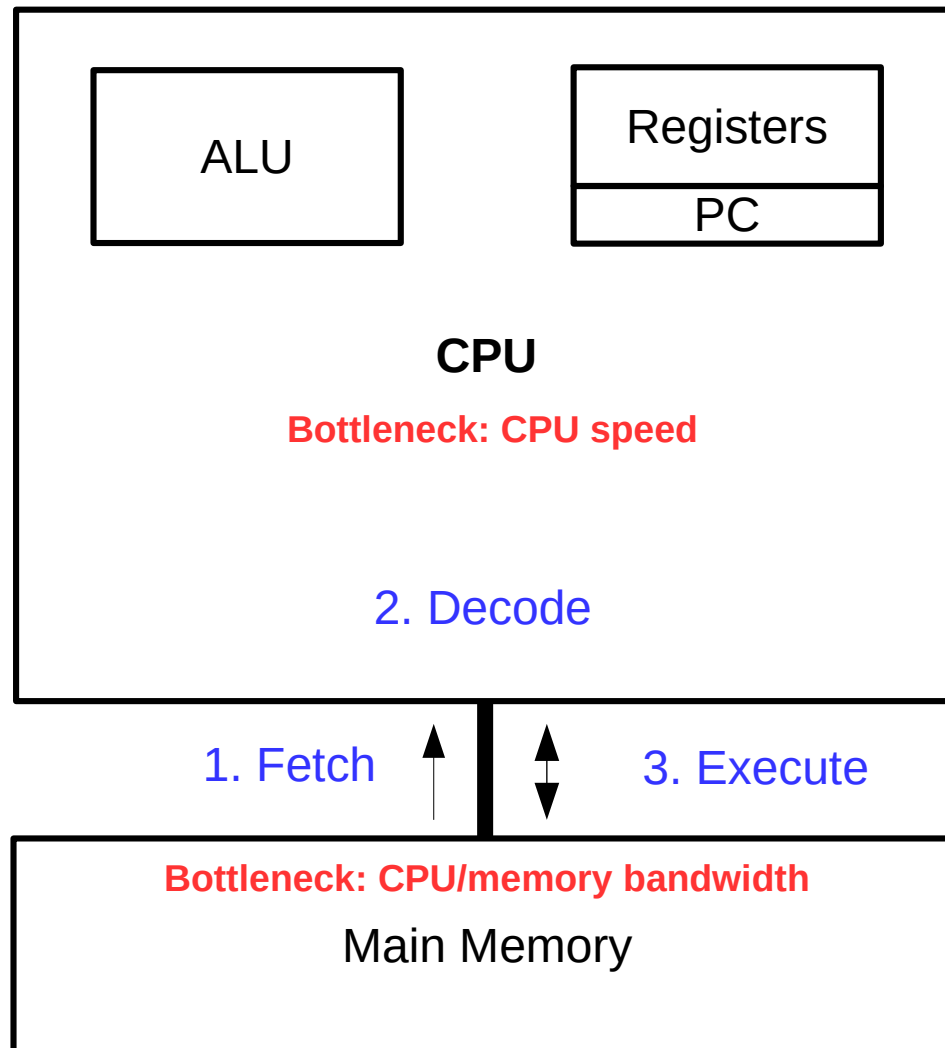 ALU
Registers
PC
CPU
Bottleneck: CPU speed
2. Decode
1. Fetch
3. Execute
Bottleneck: CPU/memory bandwidth
Main Memory